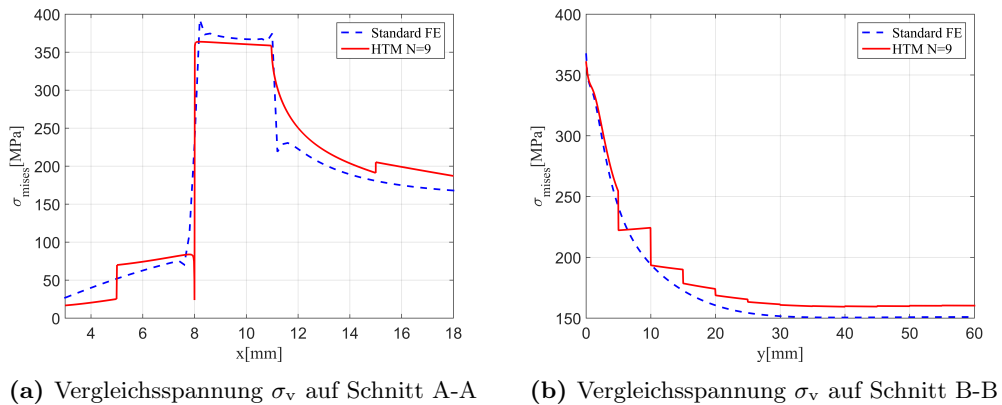 400
350
300
250
200
150
100
50
0
σmises[MPa]
4 6 8 10 12 14 16 18
x[mm]
Standard FE
HTM N=9
400
350
300
250
200
150
σmises[MPa]
0 10 20 30 40 50 60
y[mm]
Standard FE
HTM N=9
(a) Vergleichsspannung σv auf Schnitt A-A
(b) Vergleichsspannung σv auf Schnitt B-B